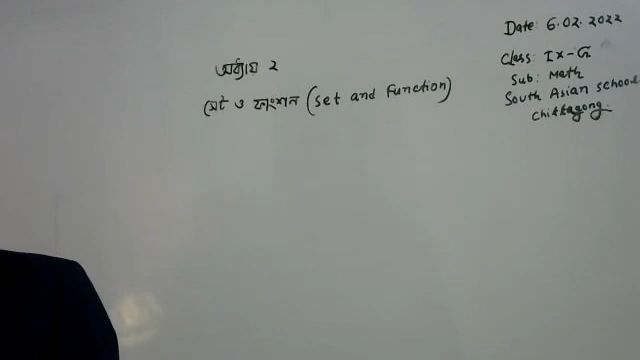 Date: 6.02.2022
Class: IX-G
Sub: Math
South Asian school
Chittagong.
অধ্যায় ২
সেট ও ফাংশন (Set and Function)